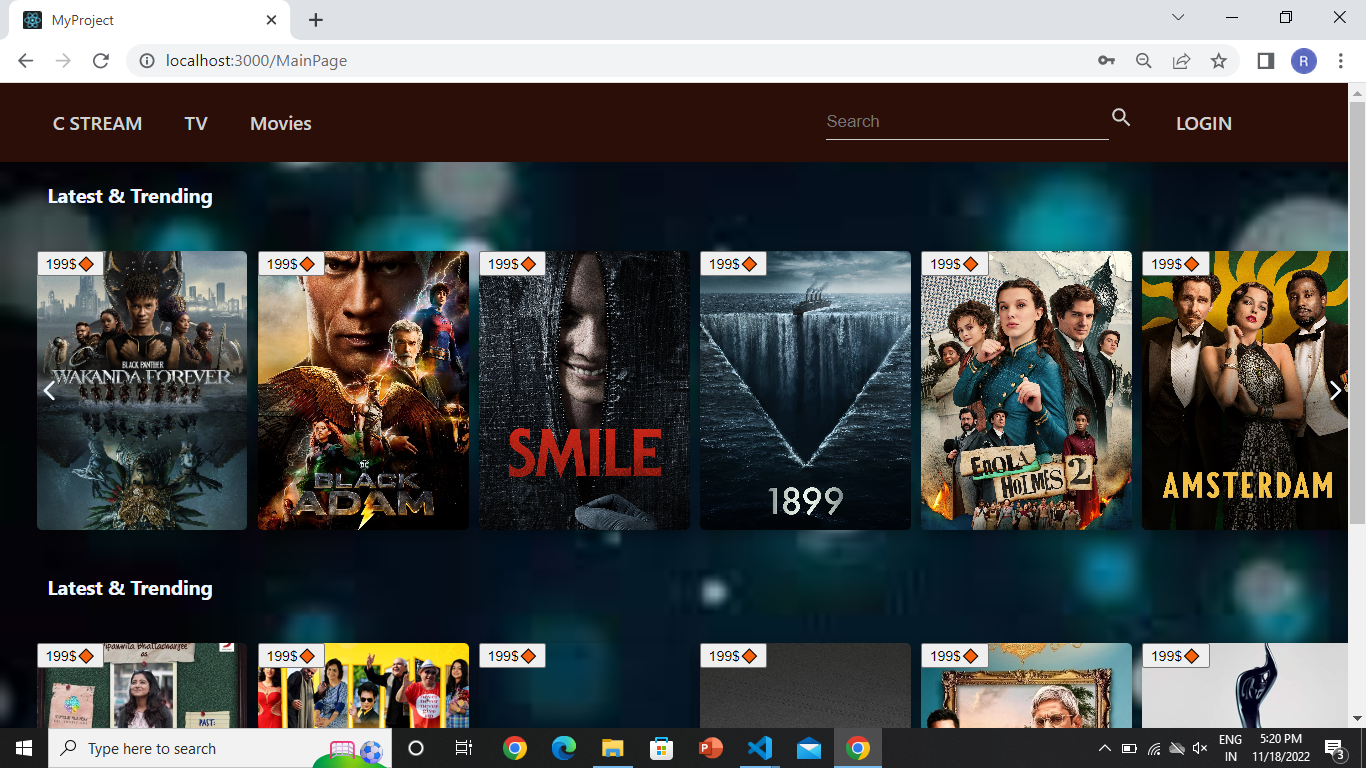 MyProject
localhost:3000/MainPage
R
C STREAM TV Movies Search LOGIN
Latest & Trending
199$ 199$ 199$ 199$ 199$ 199$
BLACK PANTHER
WAKANDA FOREVER
DC
BLACK
ADAM
SMILE
1899
ENOLA
HOLMES 2
AMSTERDAM
Latest & Trending
199$ 199$ 199$ 199$ 199$ 199$
as
PAST:
Type here to search
P
ENG
IN
5:20 PM
11/18/2022
3